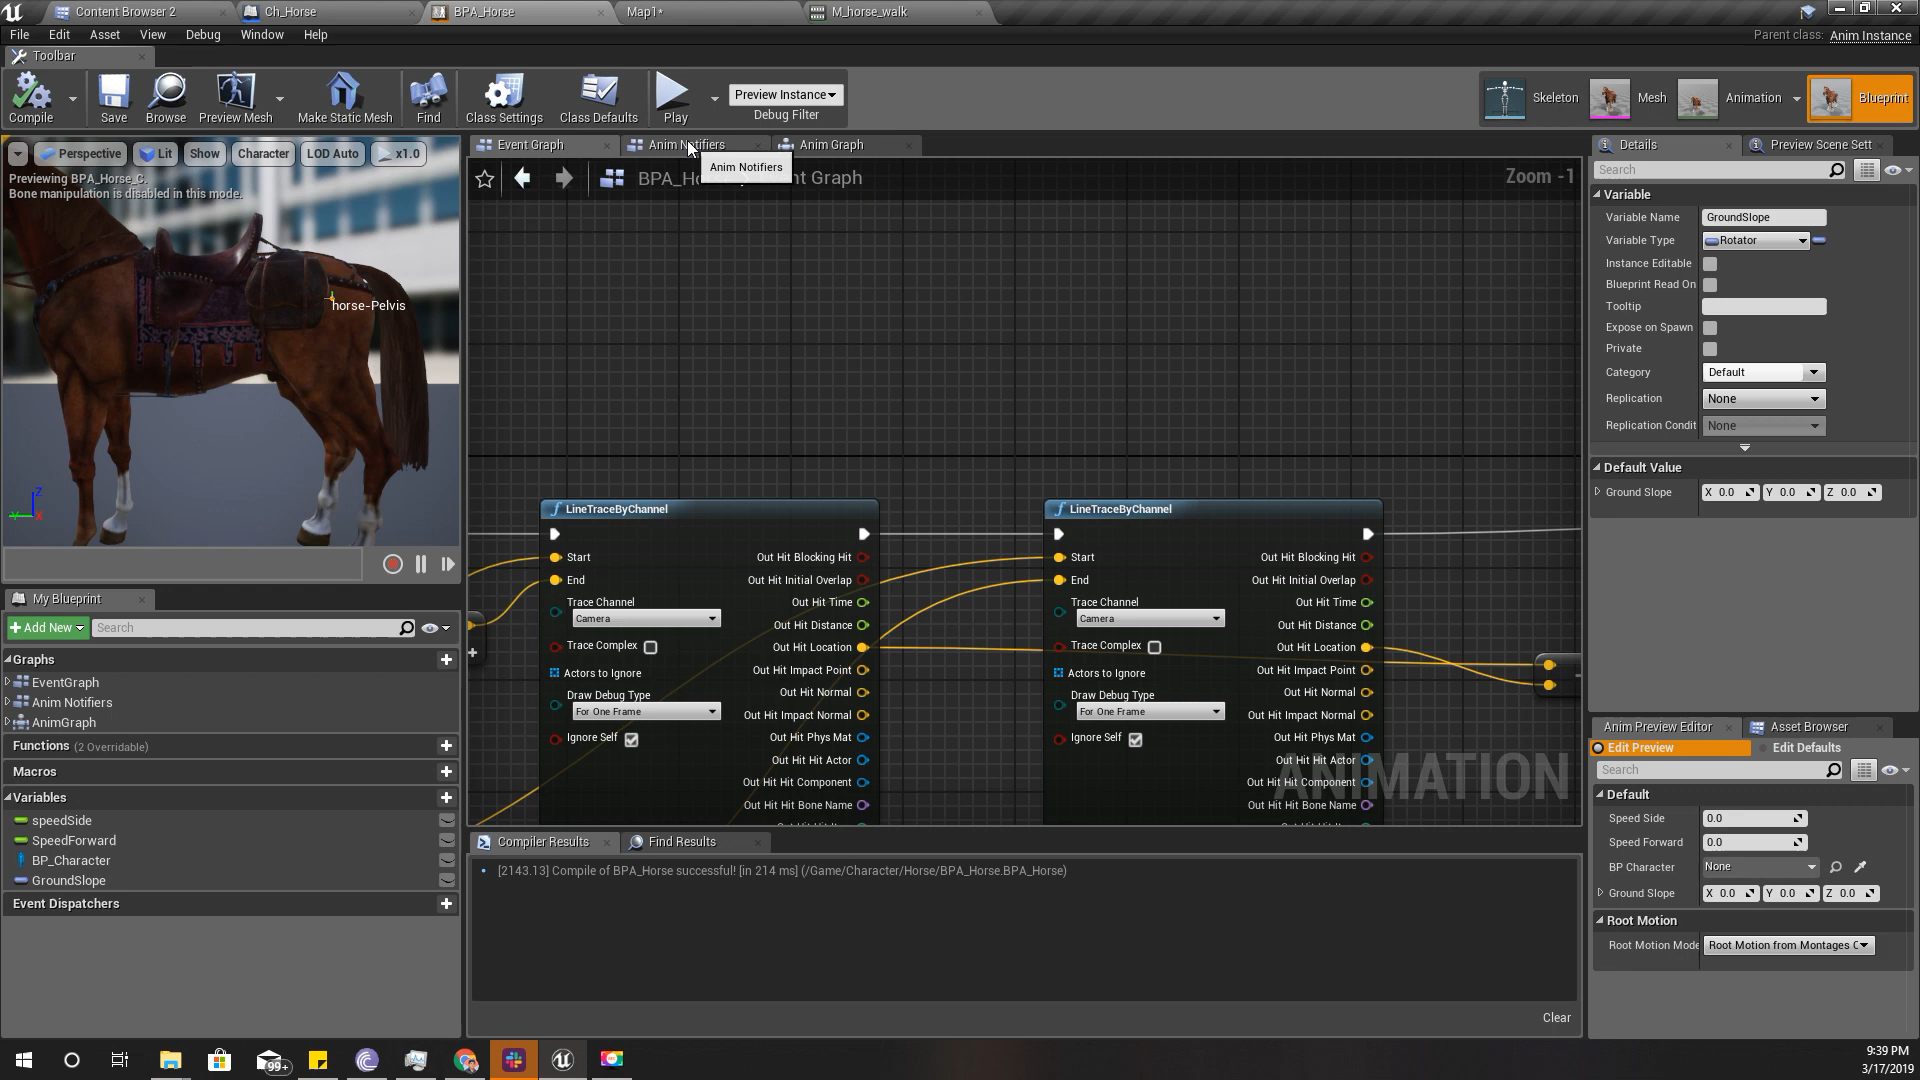 Content Browser 2
Ch_Horse
BPA_Horse
Map1*
M_horse_walk
File Edit Asset View Debug Window Help
Parent class: Anim Instance
Toolbar
Compile
Save
Browse
Preview Mesh
Make Static Mesh
Find
Class Settings
Class Defaults
Play
Preview Instance
Debug Filter
Skeleton
Mesh
Animation
Blueprint
Perspective
Lit
Show
Character
LOD Auto
x1.0
Previewing BPA_Horse_C.
Bone manipulation is disabled in this mode.
horse-Pelvis
Z
Y
X
Event Graph
Anim Notifiers
Anim Graph
Anim Notifiers
BPA_Ho
nt Graph
Zoom -1
LineTraceByChannel
Start
End
Trace Channel
Camera
Trace Complex
Actors to Ignore
Draw Debug Type
For One Frame
Ignore Self
Out Hit Blocking Hit
Out Hit Initial Overlap
Out Hit Time
Out Hit Distance
Out Hit Location
Out Hit Impact Point
Out Hit Normal
Out Hit Impact Normal
Out Hit Phys Mat
Out Hit Hit Actor
Out Hit Hit Component
Out Hit Hit Bone Name
LineTraceByChannel
Start
End
Trace Channel
Camera
Trace Complex
Actors to Ignore
Draw Debug Type
For One Frame
Ignore Self
Out Hit Blocking Hit
Out Hit Initial Overlap
Out Hit Time
Out Hit Distance
Out Hit Location
Out Hit Impact Point
Out Hit Normal
Out Hit Impact Normal
Out Hit Phys Mat
Out Hit Hit Actor
Out Hit Hit Component
Out Hit Hit Bone Name
ANIMATION
My Blueprint
Add New
Search
Graphs
EventGraph
Anim Notifiers
AnimGraph
Functions (2 Overridable)
Macros
Variables
speedSide
SpeedForward
BP_Character
GroundSlope
Event Dispatchers
Compiler Results
Find Results
[2143.13] Compile of BPA_Horse successful! [in 214 ms] (/Game/Character/Horse/BPA_Horse.BPA_Horse)
Clear
Details
Preview Scene Sett
Search
Variable
Variable Name GroundSlope
Variable Type Rotator
Instance Editable
Blueprint Read On
Tooltip
Expose on Spawn
Private
Category Default
Replication None
Replication Condit None
Default Value
Ground Slope X 0.0 Y 0.0 Z 0.0
Anim Preview Editor
Asset Browser
Edit Preview
Edit Defaults
Search
Default
Speed Side 0.0
Speed Forward 0.0
BP Character None
Ground Slope X 0.0 Y 0.0 Z 0.0
Root Motion
Root Motion Mode Root Motion from Montages C
99+
9:39 PM
3/17/2019